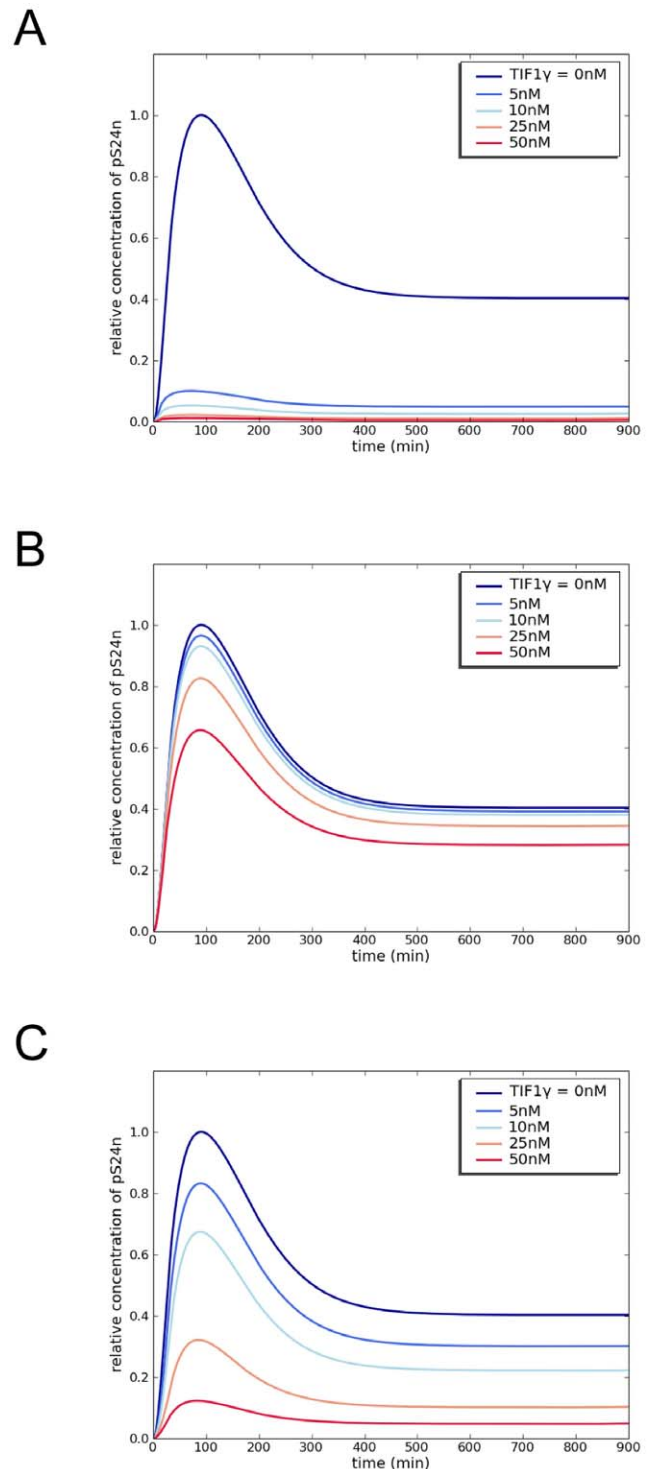 A
TIF1γ = 0nM
5nM
10nM
25nM
50nM
relative concentration of pS24n
1.0
0.8
0.6
0.4
0.2
0.0
0 100 200 300 400 500 600 700 800 900
time (min)
B
TIF1γ = 0nM
5nM
10nM
25nM
50nM
relative concentration of pS24n
1.0
0.8
0.6
0.4
0.2
0.0
0 100 200 300 400 500 600 700 800 900
time (min)
C
TIF1γ = 0nM
5nM
10nM
25nM
50nM
relative concentration of pS24n
1.0
0.8
0.6
0.4
0.2
0.0
0 100 200 300 400 500 600 700 800 900
time (min)